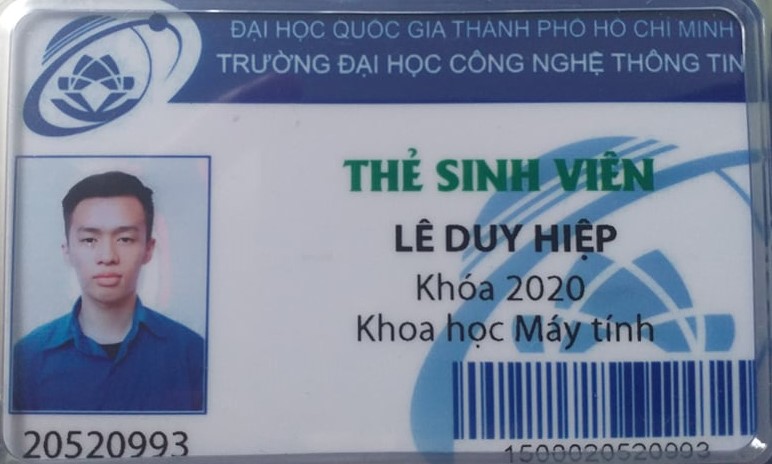 ĐẠI HỌC QUỐC GIA THÀNH PHỐ HỒ CHÍ MINH
TRƯỜNG ĐẠI HỌC CÔNG NGHỆ THÔNG TIN
THẺ SINH VIÊN
LÊ DUY HIỆP
Khóa 2020
Khoa học Máy tính
20520993
1508020520993